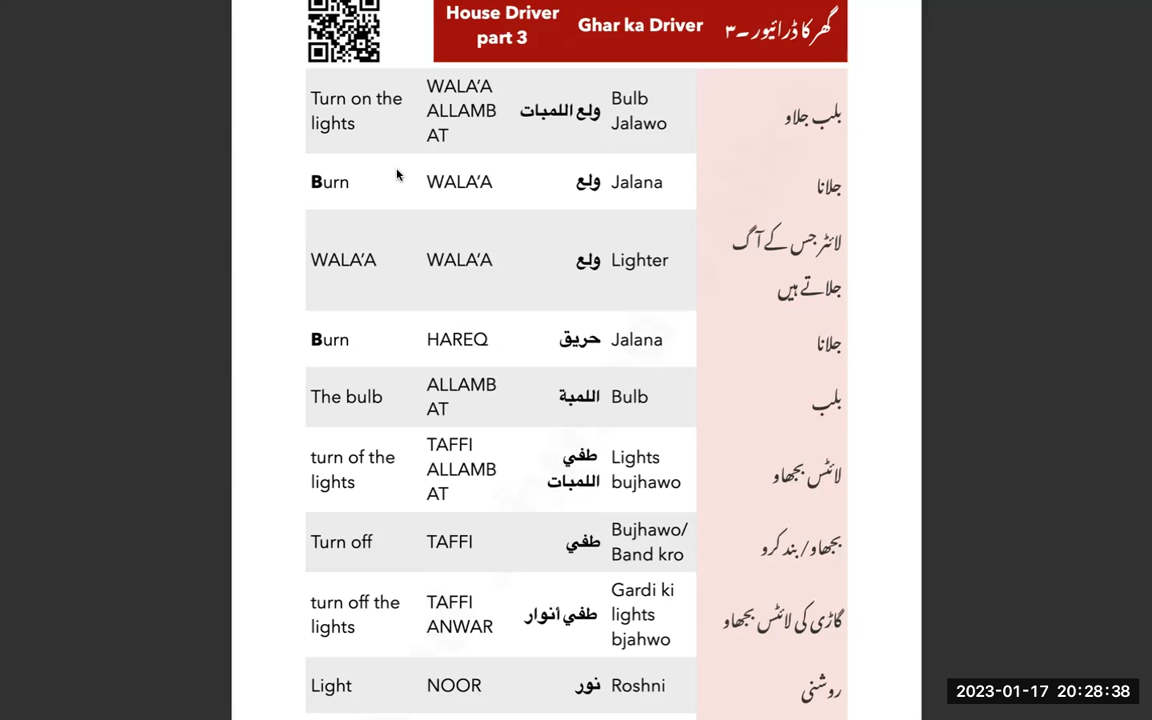 House Driver
part 3
Ghar ka Driver
گھر کا ڈرائیور ۔۳
Turn on the
lights
WALA’A
ALLAMB
AT
ولع اللمبات
Bulb
Jalawo
بلب جلاو
Burn
WALA’A
ولع
Jalana
جلانا
WALA’A
WALA’A
ولع
Lighter
لائٹر جس کے آگ
جلاتے ہیں
Burn
HAREQ
حريق
Jalana
جلانا
The bulb
ALLAMB
AT
اللمبة
Bulb
بلب
turn of the
lights
TAFFI
ALLAMB
AT
طفي
اللمبات
Lights
bujhawo
لائٹس بجھاو
Turn off
TAFFI
طفي
Bujhawo/
Band kro
بجھاو/ بند کرو
turn off the
lights
TAFFI
ANWAR
طفي أنوار
Gardi ki
lights
bjahwo
گاڑی کی لائٹس بجھاو
Light
NOOR
نور
Roshni
روشنی
2023-01-17 20:28:38